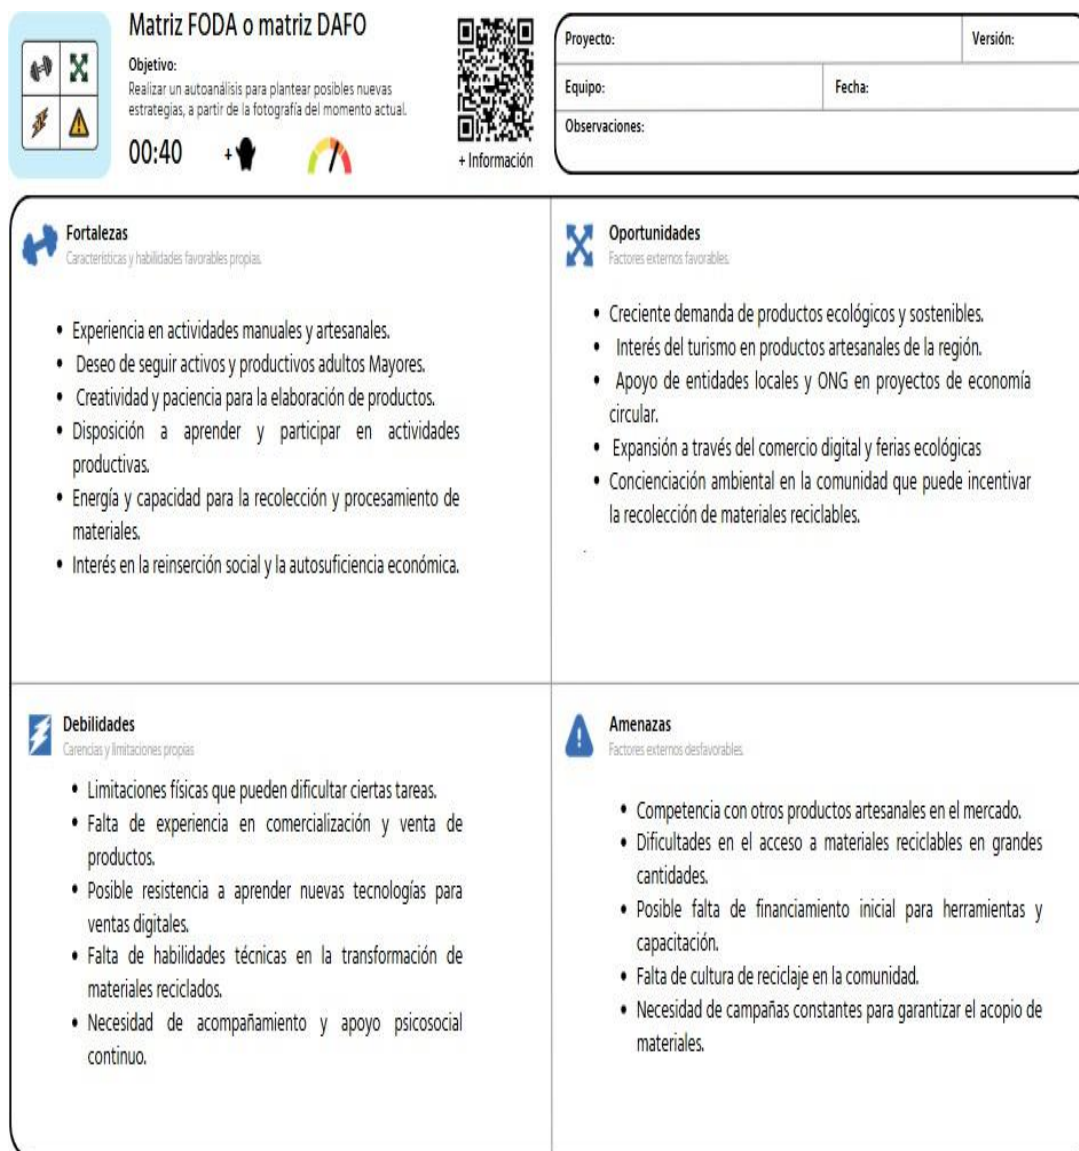 Matriz FODA o matriz DAFO
Objetivo:
Realizar un autoanálisis para plantear posibles nuevas
estrategias, a partir de la fotografía del momento actual.
00:40
+
+ Información
Proyecto:
Versión:
Equipo:
Fecha:
Observaciones:
Fortalezas
Características y habilidades favorables propias.
• Experiencia en actividades manuales y artesanales.
• Deseo de seguir activos y productivos adultos Mayores.
• Creatividad y paciencia para la elaboración de productos.
• Disposición a aprender y participar en actividades
productivas.
• Energía y capacidad para la recolección y procesamiento de
materiales.
• Interés en la reinserción social y la autosuficiencia económica.
Oportunidades
Factores externos favorables.
• Creciente demanda de productos ecológicos y sostenibles.
• Interés del turismo en productos artesanales de la región.
• Apoyo de entidades locales y ONG en proyectos de economía
circular.
• Expansión a través del comercio digital y ferias ecológicas
• Concienciación ambiental en la comunidad que puede incentivar
la recolección de materiales reciclables.
.
Debilidades
Carencias y limitaciones propias
• Limitaciones físicas que pueden dificultar ciertas tareas.
• Falta de experiencia en comercialización y venta de
productos.
• Posible resistencia a aprender nuevas tecnologías para
ventas digitales.
• Falta de habilidades técnicas en la transformación de
materiales reciclados.
• Necesidad de acompañamiento y apoyo psicosocial
continuo.
Amenazas
Factores externos desfavorables.
• Competencia con otros productos artesanales en el mercado.
• Dificultades en el acceso a materiales reciclables en grandes
cantidades.
• Posible falta de financiamiento inicial para herramientas y
capacitación.
• Falta de cultura de reciclaje en la comunidad.
• Necesidad de campañas constantes para garantizar el acopio de
materiales.